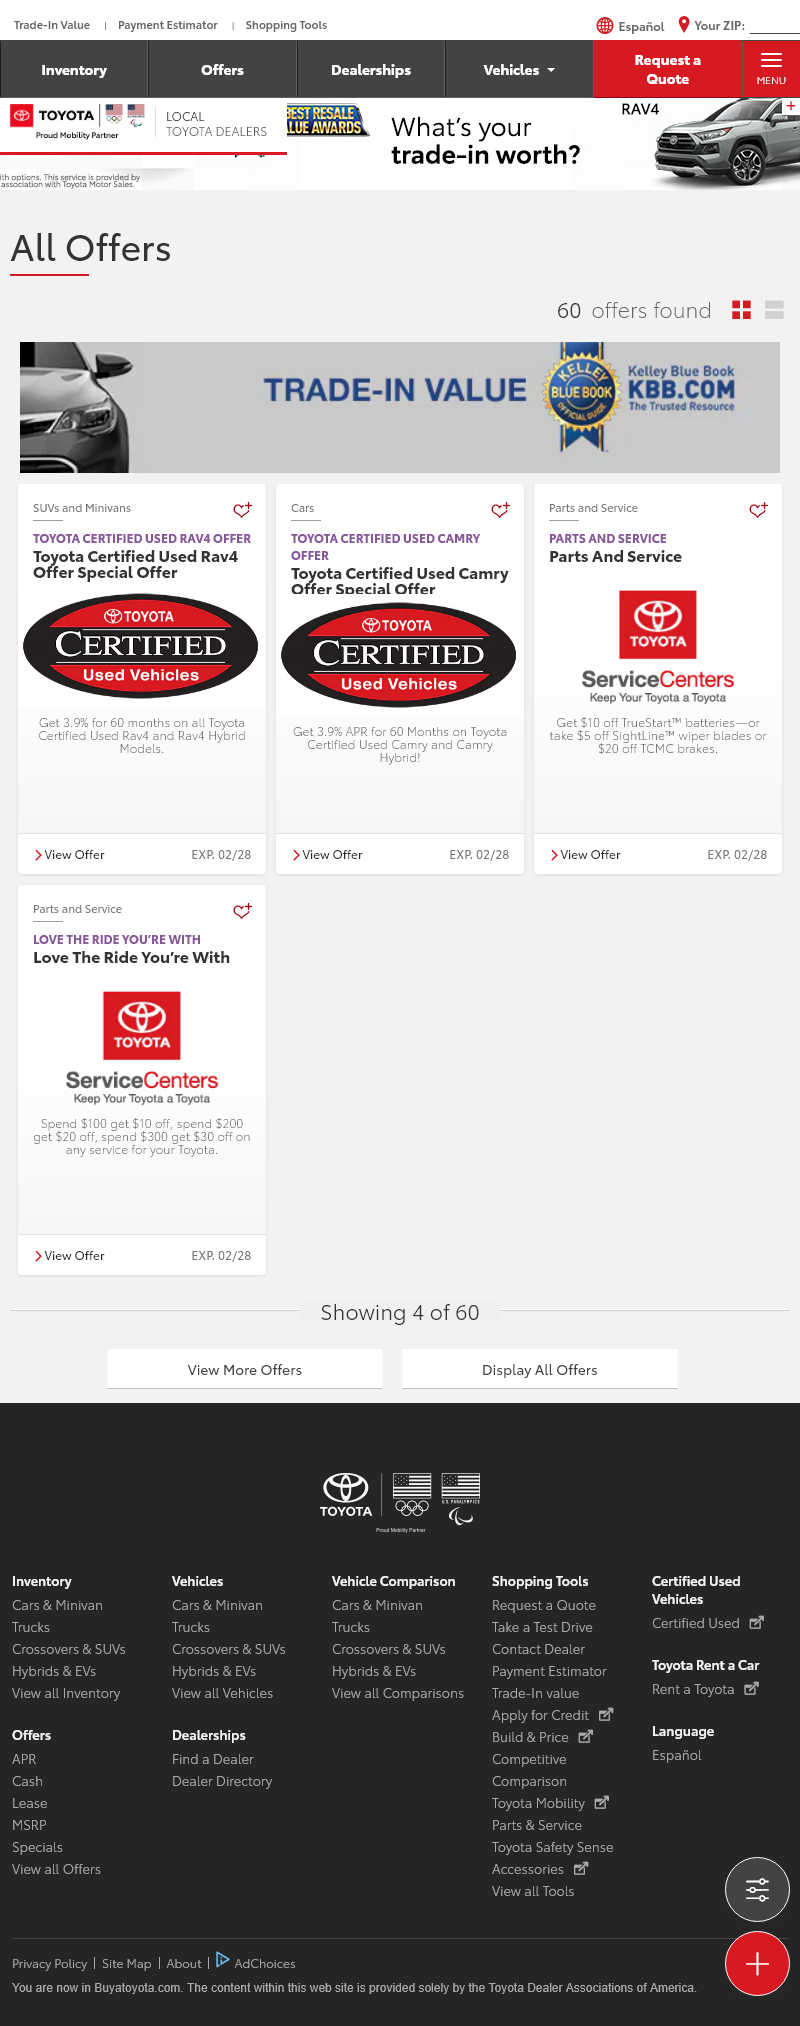 Trade-In Value | Payment Estimator | Shopping Tools
Español Your ZIP:
Inventory Offers Dealerships Vehicles Request a Quote MENU
TOYOTA
Proud Mobility Partner
LOCAL
TOYOTA DEALERS
BEST RESALE
VALUE AWARDS
What's your
trade-in worth?
RAV4
ith options. This service is provided by
association with Toyota Motor Sales.
All Offers
60 offers found
TRADE-IN VALUE
KELLEY
BLUE BOOK
OFFICIAL GUIDE
Kelley Blue Book
KBB.COM
The Trusted Resource
SUVs and Minivans
TOYOTA CERTIFIED USED RAV4 OFFER
Toyota Certified Used Rav4
Offer Special Offer
TOYOTA
CERTIFIED
Used Vehicles
Get 3.9% for 60 months on all Toyota
Certified Used Rav4 and Rav4 Hybrid
Models.
View Offer EXP. 02/28
Cars
TOYOTA CERTIFIED USED CAMRY
OFFER
Toyota Certified Used Camry
Offer Special Offer
TOYOTA
CERTIFIED
Used Vehicles
Get 3.9% APR for 60 Months on Toyota
Certified Used Camry and Camry
Hybrid!
View Offer EXP. 02/28
Parts and Service
PARTS AND SERVICE
Parts And Service
TOYOTA
ServiceCenters
Keep Your Toyota a Toyota
Get $10 off TrueStart™ batteries—or
take $5 off SightLine™ wiper blades or
$20 off TCMC brakes.
View Offer EXP. 02/28
Parts and Service
LOVE THE RIDE YOU'RE WITH
Love The Ride You're With
TOYOTA
ServiceCenters
Keep Your Toyota a Toyota
Spend $100 get $10 off, spend $200
get $20 off, spend $300 get $30 off on
any service for your Toyota.
View Offer EXP. 02/28
Showing 4 of 60
View More Offers Display All Offers
TOYOTA
U.S. PARALYMPICS
Proud Mobility Partner
Inventory
Cars & Minivan
Trucks
Crossovers & SUVs
Hybrids & EVs
View all Inventory
Offers
APR
Cash
Lease
MSRP
Specials
View all Offers
Vehicles
Cars & Minivan
Trucks
Crossovers & SUVs
Hybrids & EVs
View all Vehicles
Dealerships
Find a Dealer
Dealer Directory
Vehicle Comparison
Cars & Minivan
Trucks
Crossovers & SUVs
Hybrids & EVs
View all Comparisons
Shopping Tools
Request a Quote
Take a Test Drive
Contact Dealer
Payment Estimator
Trade-In value
Apply for Credit
Build & Price
Competitive
Comparison
Toyota Mobility
Parts & Service
Toyota Safety Sense
Accessories
View all Tools
Certified Used
Vehicles
Certified Used
Toyota Rent a Car
Rent a Toyota
Language
Español
Privacy Policy | Site Map | About | AdChoices
You are now in Buyatoyota.com. The content within this web site is provided solely by the Toyota Dealer Associations of America.